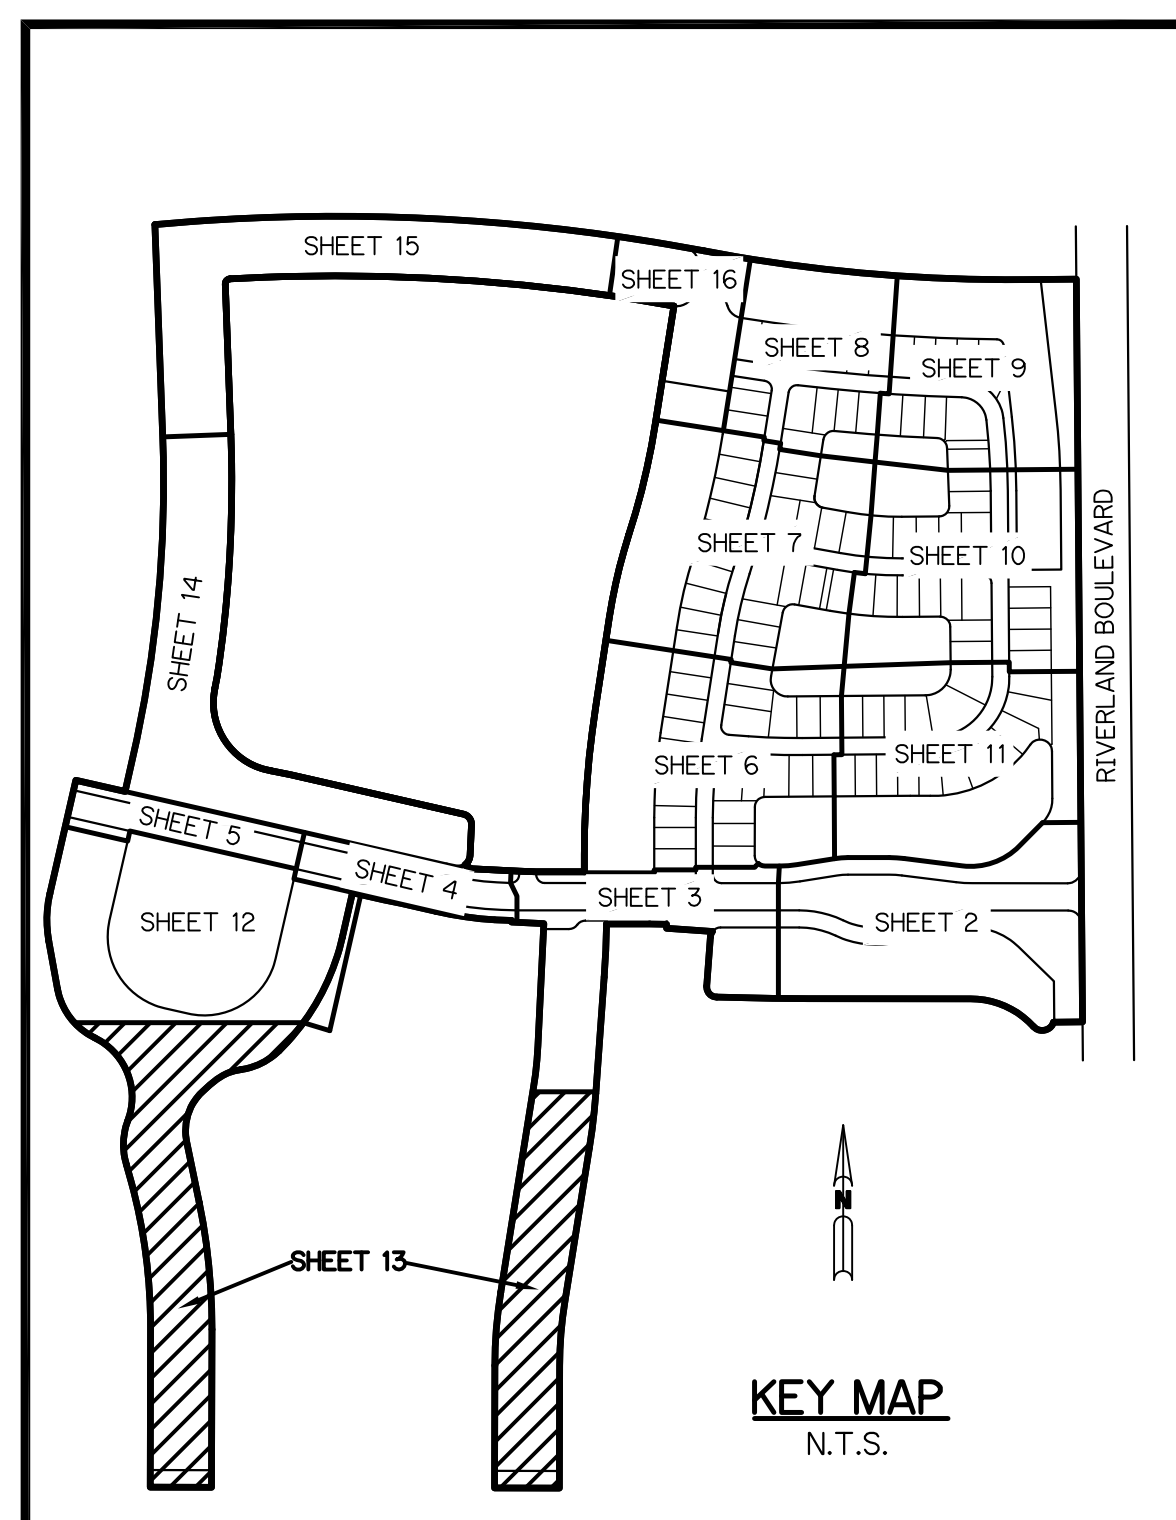 SHEET 15
SHEET 16
SHEET 8
SHEET 9
SHEET 7
SHEET 10
RIVERLAND BOULEVARD
SHEET 14
SHEET 6
SHEET 11
SHEET 5
SHEET 4
SHEET 3
SHEET 12
SHEET 2
N
SHEET 13
KEY MAP
N.T.S.